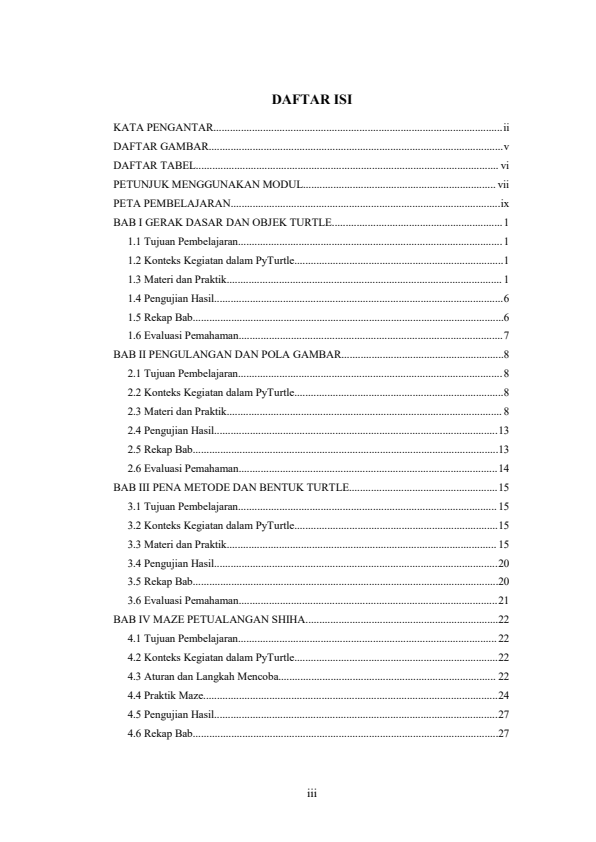 DAFTAR ISI
KATA PENGANTAR........................................................................................................ii
DAFTAR GAMBAR..........................................................................................................v
DAFTAR TABEL............................................................................................................. vi
PETUNJUK MENGGUNAKAN MODUL...................................................................... vii
PETA PEMBELAJARAN.................................................................................................ix
BAB I GERAK DASAR DAN OBJEK TURTLE.............................................................. 1
1.1 Tujuan Pembelajaran............................................................................................... 1
1.2 Konteks Kegiatan dalam PyTurtle...........................................................................1
1.3 Materi dan Praktik................................................................................................... 1
1.4 Pengujian Hasil........................................................................................................6
1.5 Rekap Bab................................................................................................................6
1.6 Evaluasi Pemahaman...............................................................................................7
BAB II PENGULANGAN DAN POLA GAMBAR..........................................................8
2.1 Tujuan Pembelajaran............................................................................................... 8
2.2 Konteks Kegiatan dalam PyTurtle...........................................................................8
2.3 Materi dan Praktik................................................................................................... 8
2.4 Pengujian Hasil......................................................................................................13
2.5 Rekap Bab..............................................................................................................13
2.6 Evaluasi Pemahaman............................................................................................. 14
BAB III PENA METODE DAN BENTUK TURTLE..................................................... 15
3.1 Tujuan Pembelajaran............................................................................................. 15
3.2 Konteks Kegiatan dalam PyTurtle.........................................................................15
3.3 Materi dan Praktik................................................................................................. 15
3.4 Pengujian Hasil......................................................................................................20
3.5 Rekap Bab..............................................................................................................20
3.6 Evaluasi Pemahaman............................................................................................. 21
BAB IV MAZE PETUALANGAN SHIHA.....................................................................22
4.1 Tujuan Pembelajaran............................................................................................. 22
4.2 Konteks Kegiatan dalam PyTurtle.........................................................................22
4.3 Aturan dan Langkah Mencoba............................................................................... 22
4.4 Praktik Maze..........................................................................................................24
4.5 Pengujian Hasil......................................................................................................27
4.6 Rekap Bab..............................................................................................................27
iii